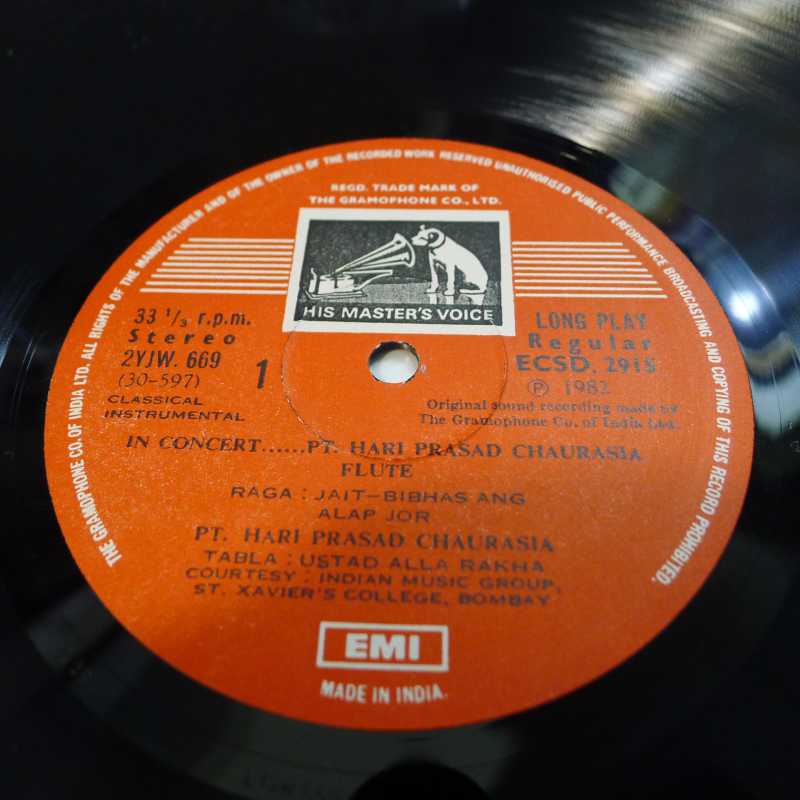 THE GRAMOPHONE CO. OF INDIA LTD. ALL RIGHTS OF THE MANUFACTURER AND OF THE OWNER OF THE RECORDED WORK RESERVED UNAUTHORISED PUBLIC PERFORMANCE BROADCASTING AND COPYING OF THIS RECORD PROHIBITED.
REGD. TRADE MARK OF
THE GRAMOPHONE CO., LTD.
HIS MASTER'S VOICE
33 1/3 r.p.m.
Stereo
2YJW. 669
(30-597)
1
CLASSICAL
INSTRUMENTAL
LONG PLAY
Regular
ECSD. 2915
℗ 1982
Original sound recording made by
The Gramophone Co. of India Ltd.
IN CONCERT......PT. HARI PRASAD CHAURASIA
FLUTE
RAGA : JAIT-BIBHAS ANG
ALAP JOR
PT. HARI PRASAD CHAURASIA
TABLA : USTAD ALLA RAKHA
COURTESY : INDIAN MUSIC GROUP,
ST. XAVIER'S COLLEGE, BOMBAY
EMI
MADE IN INDIA.